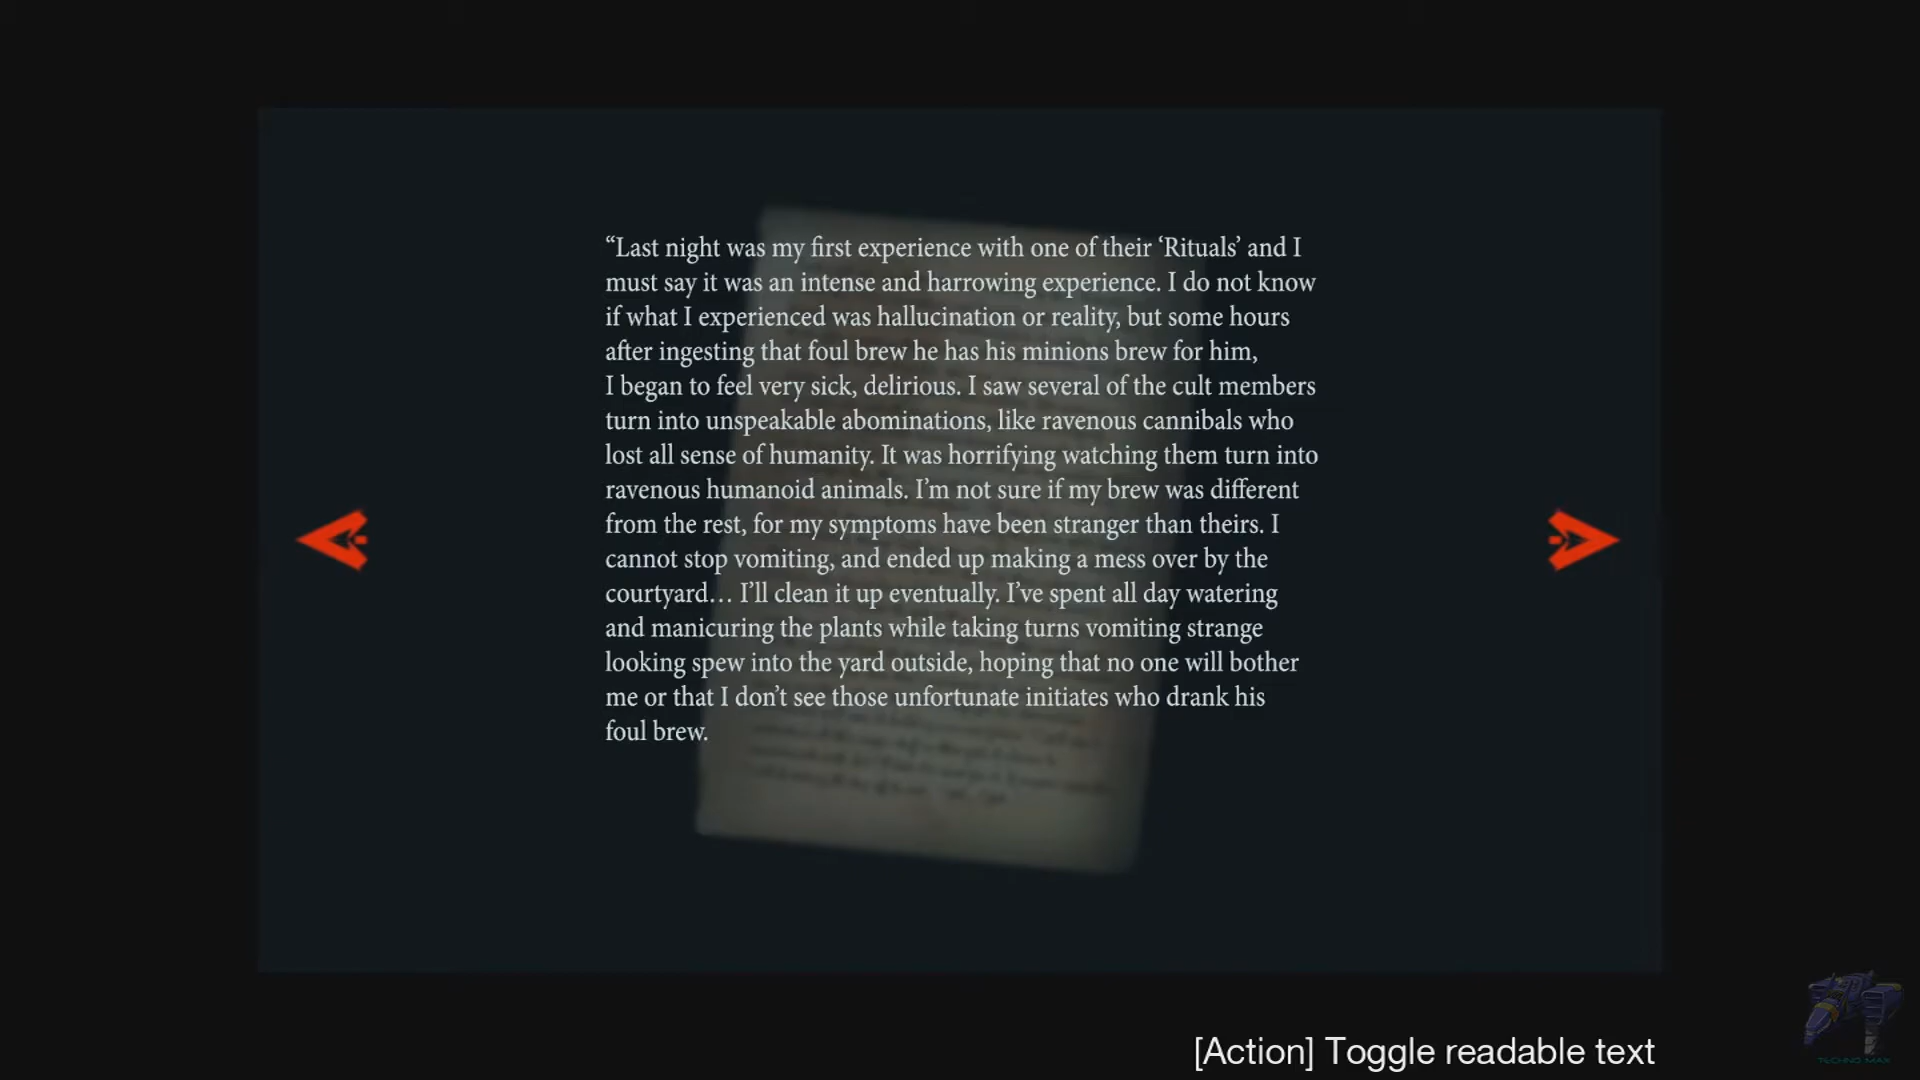 “Last night was my first experience with one of their ‘Rituals’ and I
must say it was an intense and harrowing experience. I do not know
if what I experienced was hallucination or reality, but some hours
after ingesting that foul brew he has his minions brew for him,
I began to feel very sick, delirious. I saw several of the cult members
turn into unspeakable abominations, like ravenous cannibals who
lost all sense of humanity. It was horrifying watching them turn into
ravenous humanoid animals. I’m not sure if my brew was different
from the rest, for my symptoms have been stranger than theirs. I
cannot stop vomiting, and ended up making a mess over by the
courtyard… I’ll clean it up eventually. I’ve spent all day watering
and manicuring the plants while taking turns vomiting strange
looking spew into the yard outside, hoping that no one will bother
me or that I don’t see those unfortunate initiates who drank his
foul brew.
[Action] Toggle readable text
TECHNO MAX